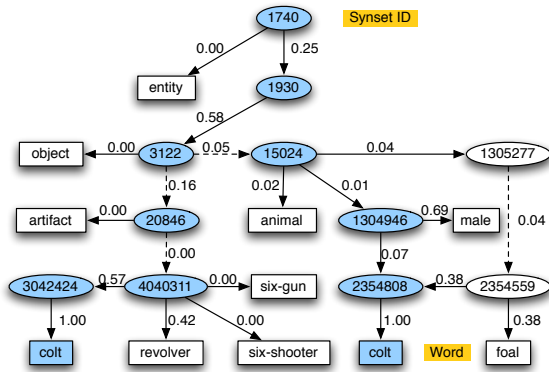 1740 Synset ID
0.00 0.25
entity 1930
0.58
object 0.00 3122 0.05 15024 0.04 1305277
0.16 0.02 0.01
artifact 0.00 20846 animal 1304946 0.69 male 0.04
0.00 0.07
3042424 0.57 4040311 0.00 six-gun 2354808 0.38 2354559
1.00 0.42 0.00 1.00 0.38
colt revolver six-shooter colt Word foal